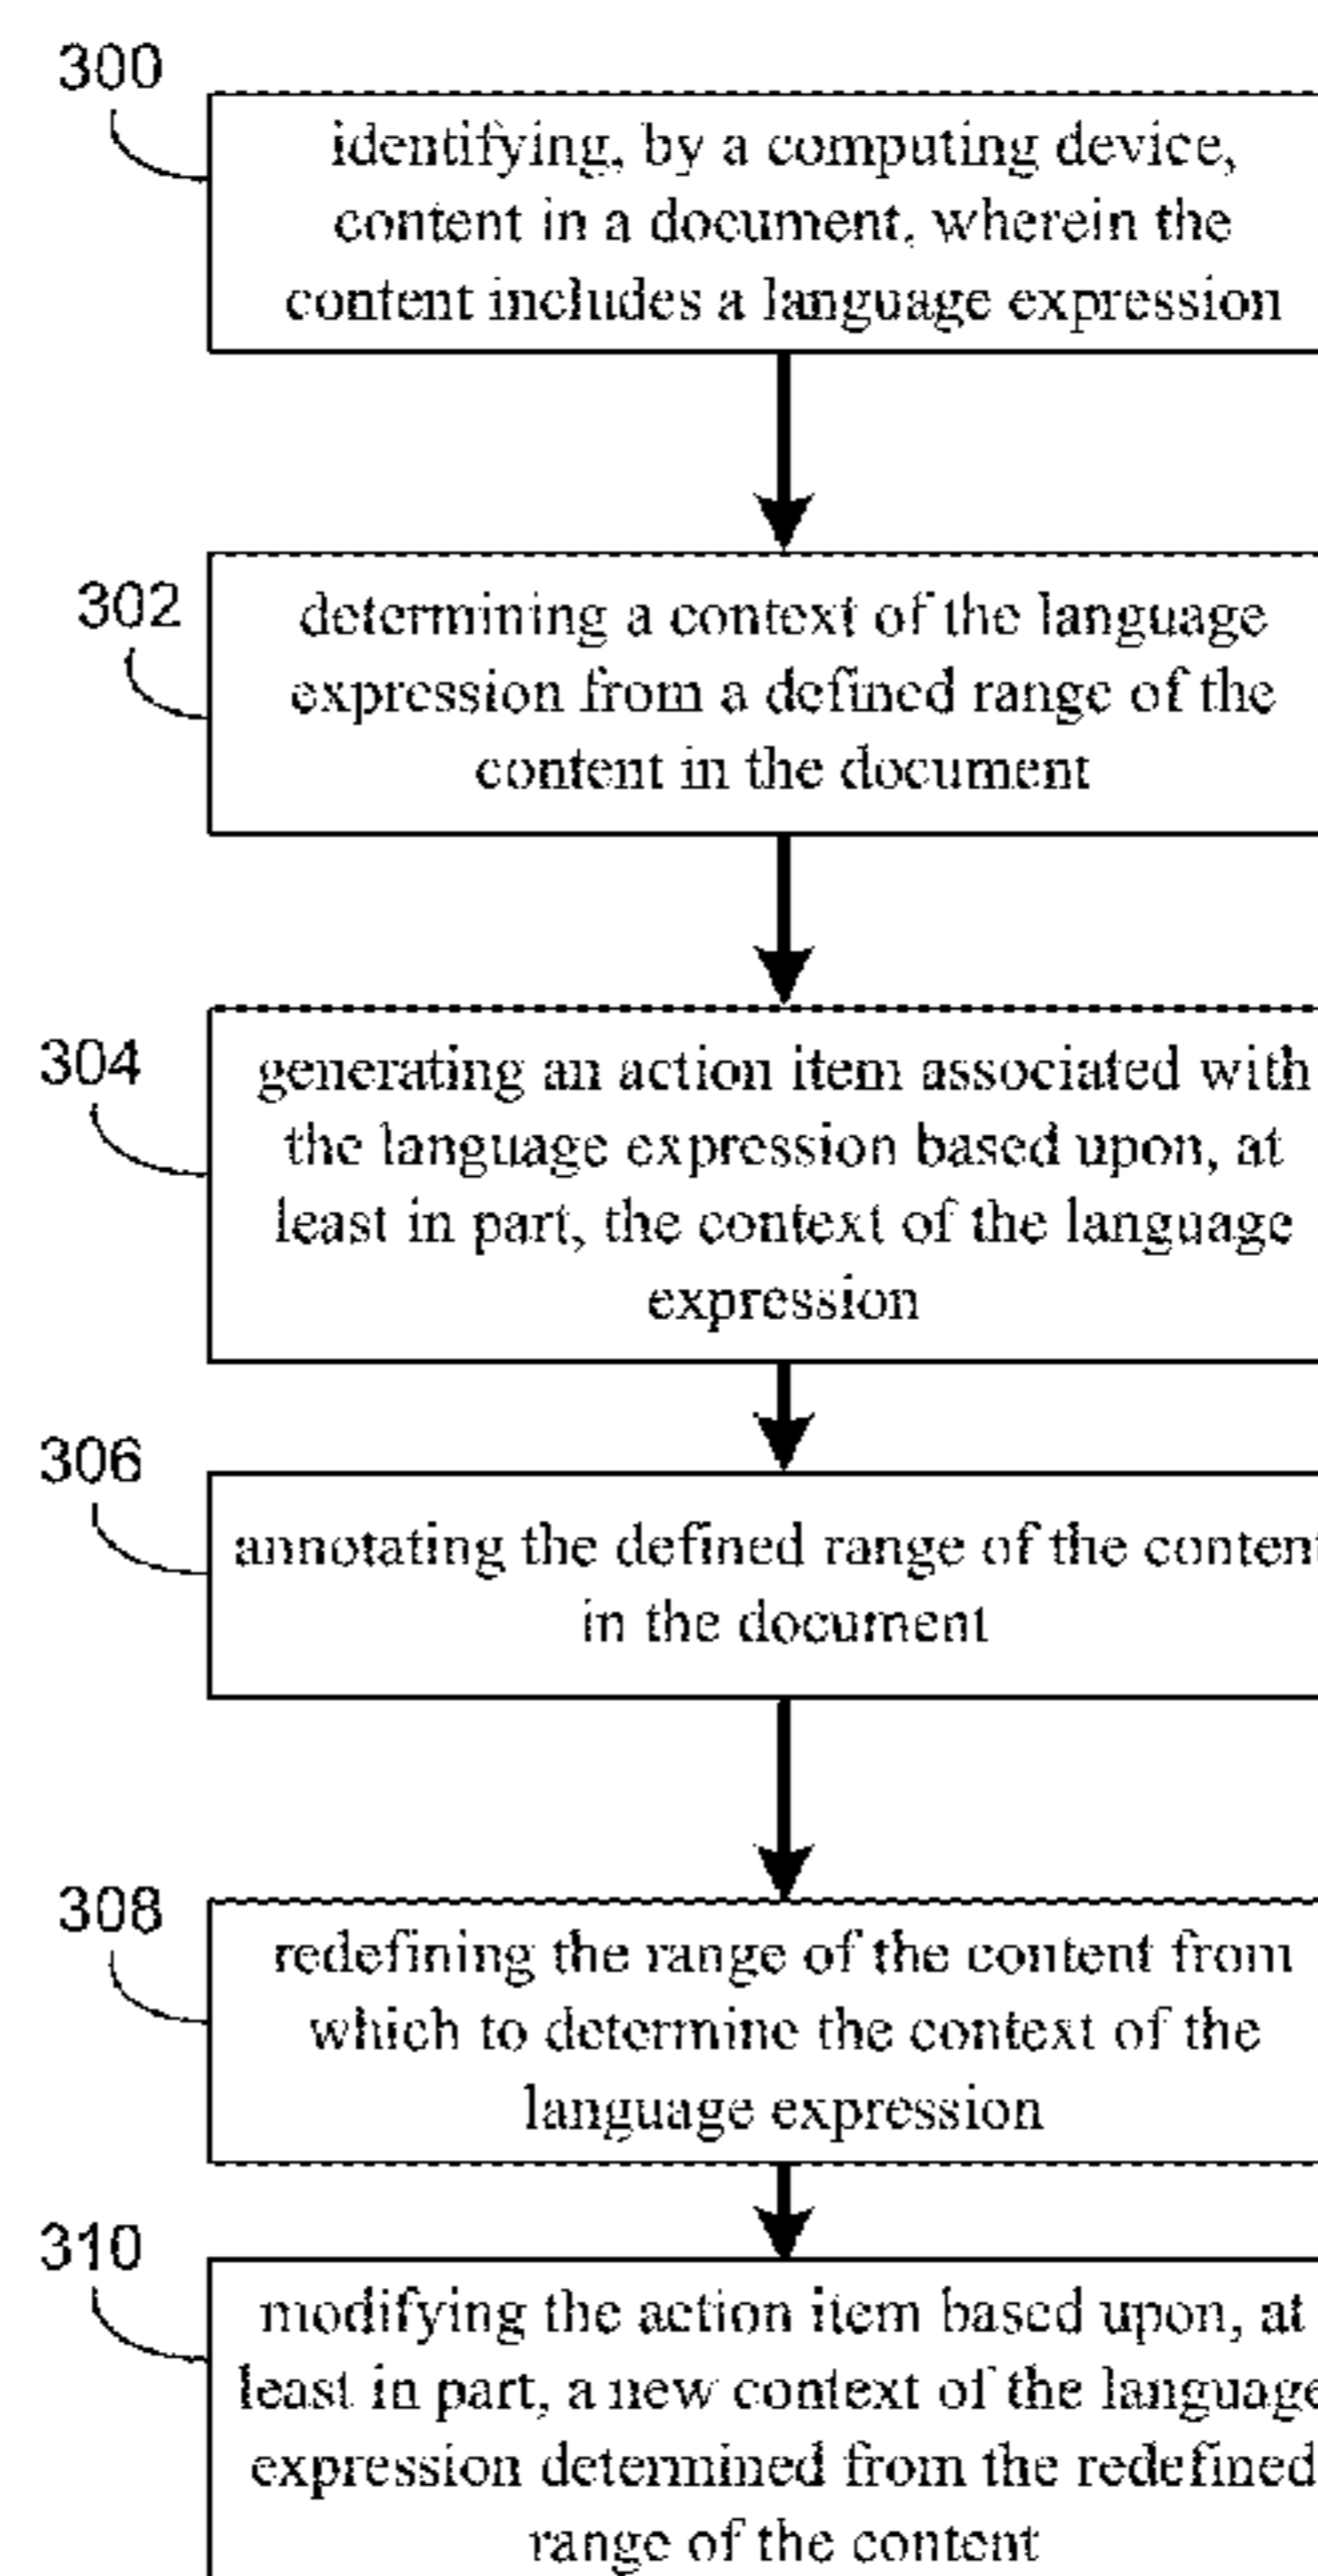 300
identifying, by a computing device,
content in a document, wherein the
content includes a language expression
302
determining a context of the language
expression from a defined range of the
content in the document
304
generating an action item associated with
the language expression based upon, at
least in part, the context of the language
expression
306
annotating the defined range of the content
in the document
308
redefining the range of the content from
which to determine the context of the
language expression
310
modifying the action item based upon, at
least in part, a new context of the language
expression determined from the redefined
range of the content